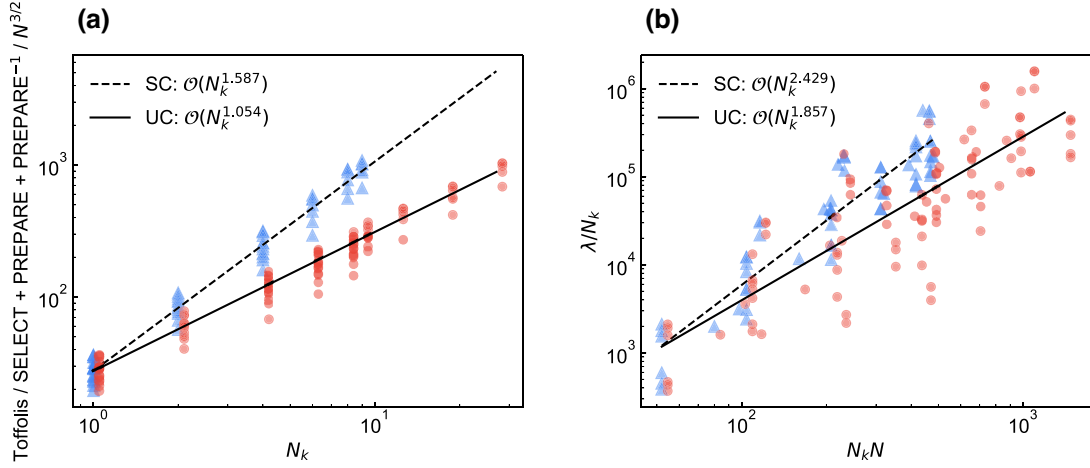 (a)
Toffolis / SELECT + PREPARE + PREPARE⁻¹ / N^{3/2}
SC: 𝒪(N_k^{1.587})
UC: 𝒪(N_k^{1.054})
10³
10²
10⁰
10¹
N_k
(b)
λ/N_k
SC: 𝒪(N_k^{2.429})
UC: 𝒪(N_k^{1.857})
10⁶
10⁵
10⁴
10³
10²
10³
N_kN